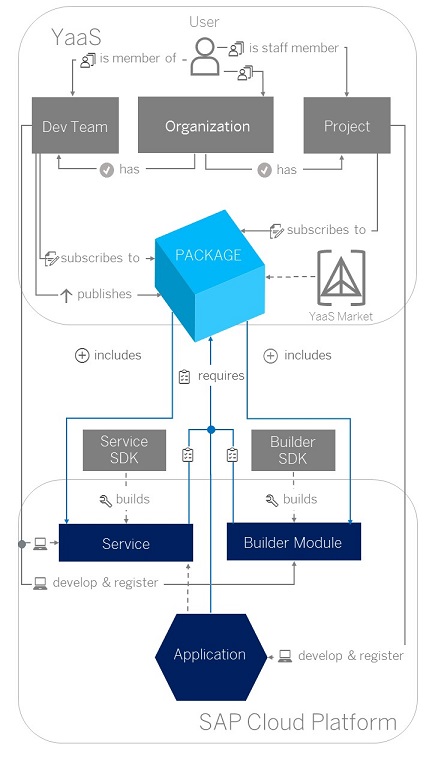 User
YaaS
is member of
is staff member
Dev Team
Organization
Project
has
has
PACKAGE
subscribes to
subscribes to
publishes
YaaS Market
includes
includes
requires
Service
SDK
Builder
SDK
builds
builds
Service
Builder Module
develop & register
Application
develop & register
SAP Cloud Platform